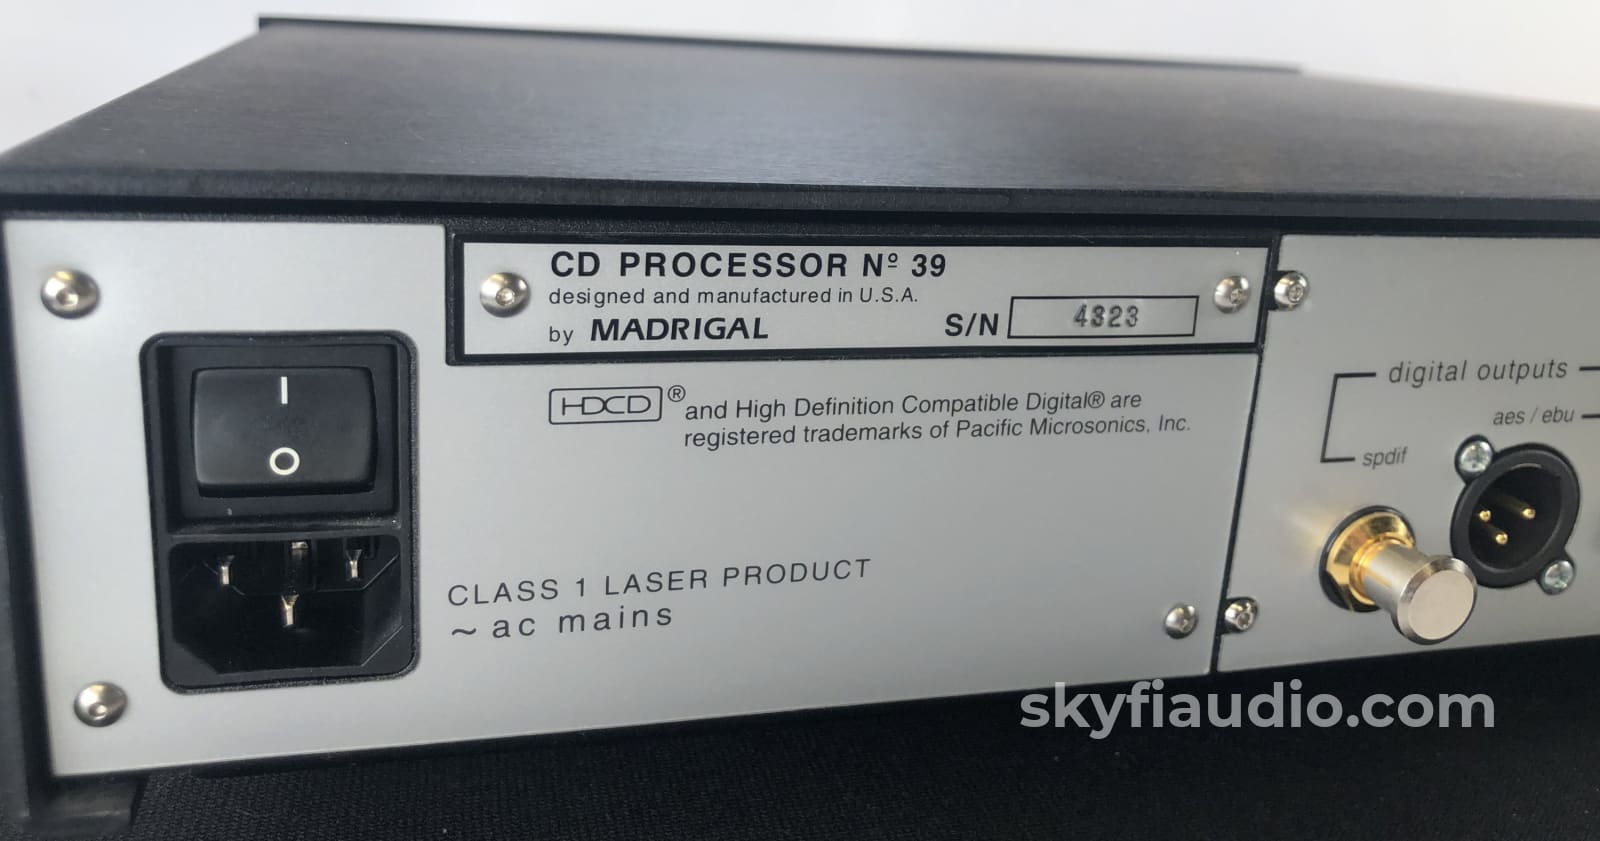 CD PROCESSOR Nº 39
designed and manufactured in U.S.A.
by MADRIGAL
S/N 4323
HDCD® and High Definition Compatible Digital® are
registered trademarks of Pacific Microsonics, Inc.
CLASS 1 LASER PRODUCT
~ ac mains
digital outputs
aes / ebu
spdif
skyfiaudio.com